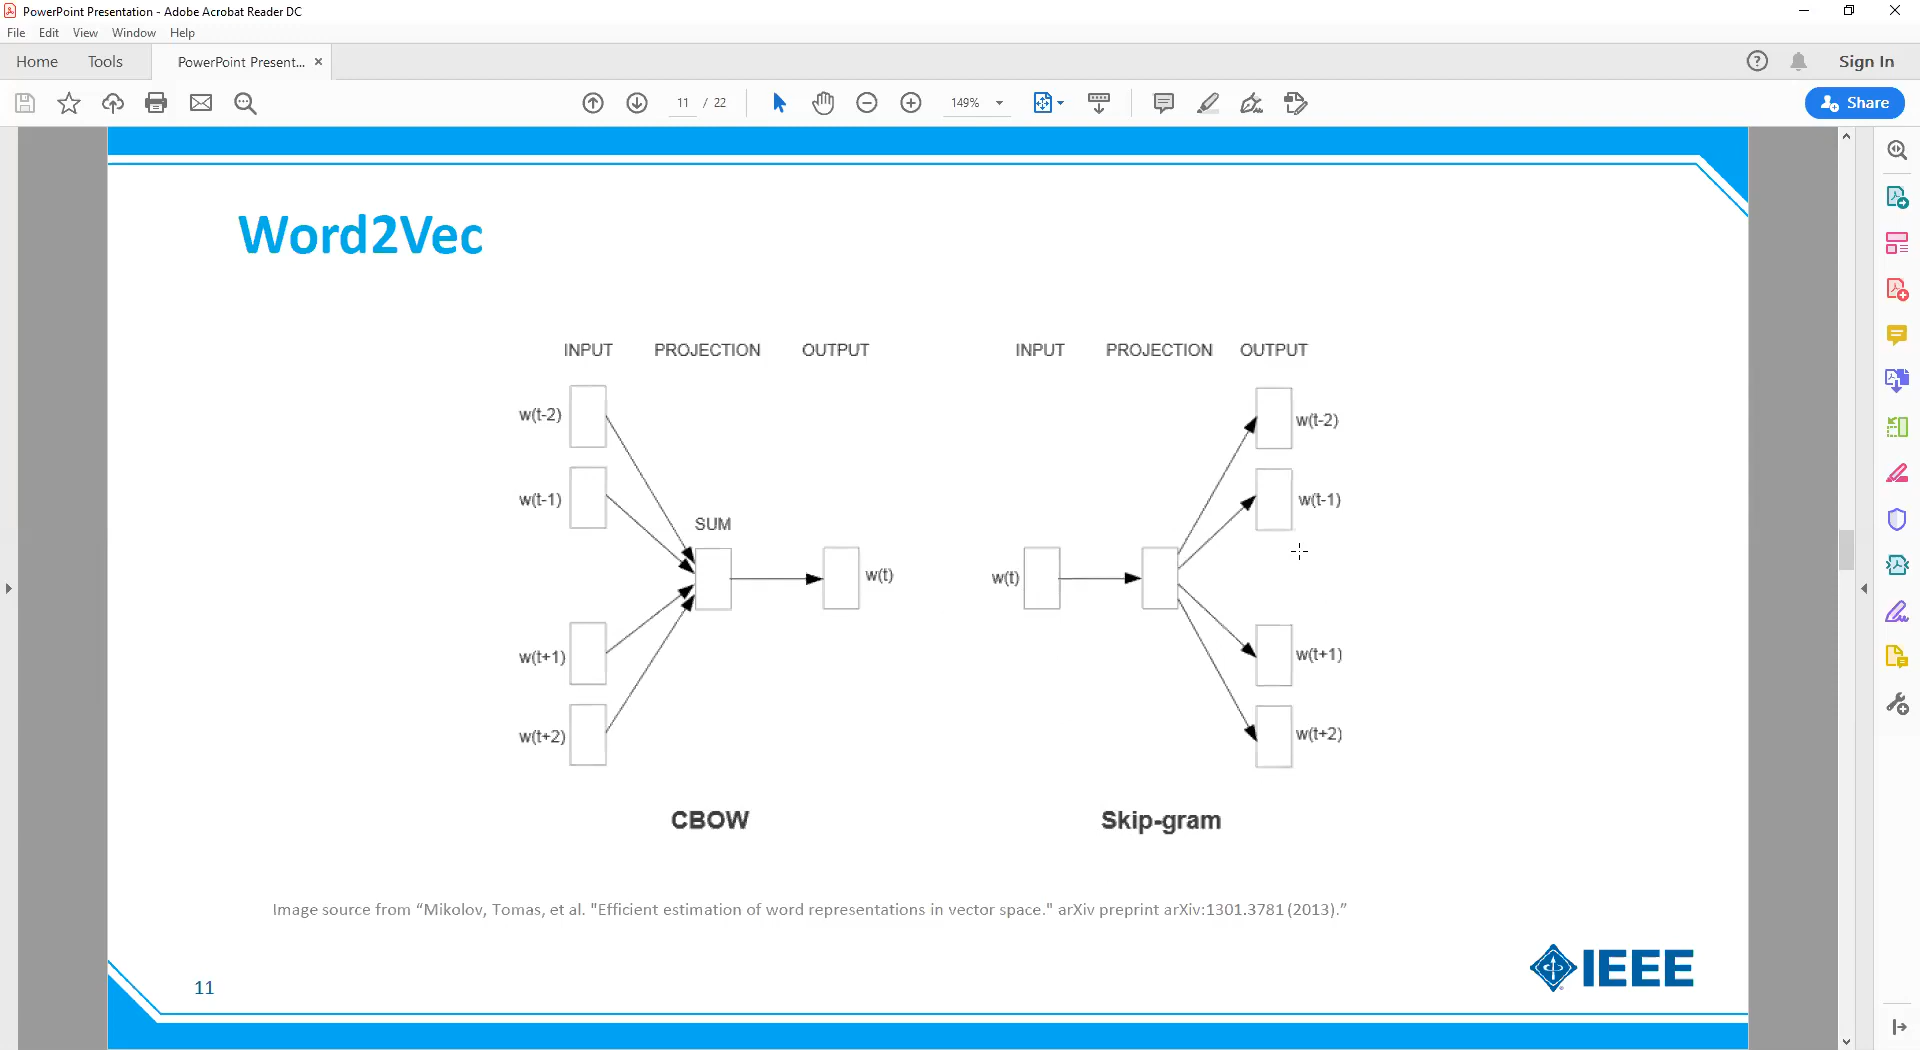 PowerPoint Presentation - Adobe Acrobat Reader DC
File Edit View Window Help
Home Tools PowerPoint Present... ×
? Sign In
11 / 22 149% Share
Word2Vec
INPUT PROJECTION OUTPUT
w(t-2)
w(t-1)
SUM
w(t)
w(t+1)
w(t+2)
CBOW
INPUT PROJECTION OUTPUT
w(t-2)
w(t-1)
w(t)
w(t+1)
w(t+2)
Skip-gram
Image source from “Mikolov, Tomas, et al. "Efficient estimation of word representations in vector space." arXiv preprint arXiv:1301.3781 (2013).”
IEEE
11